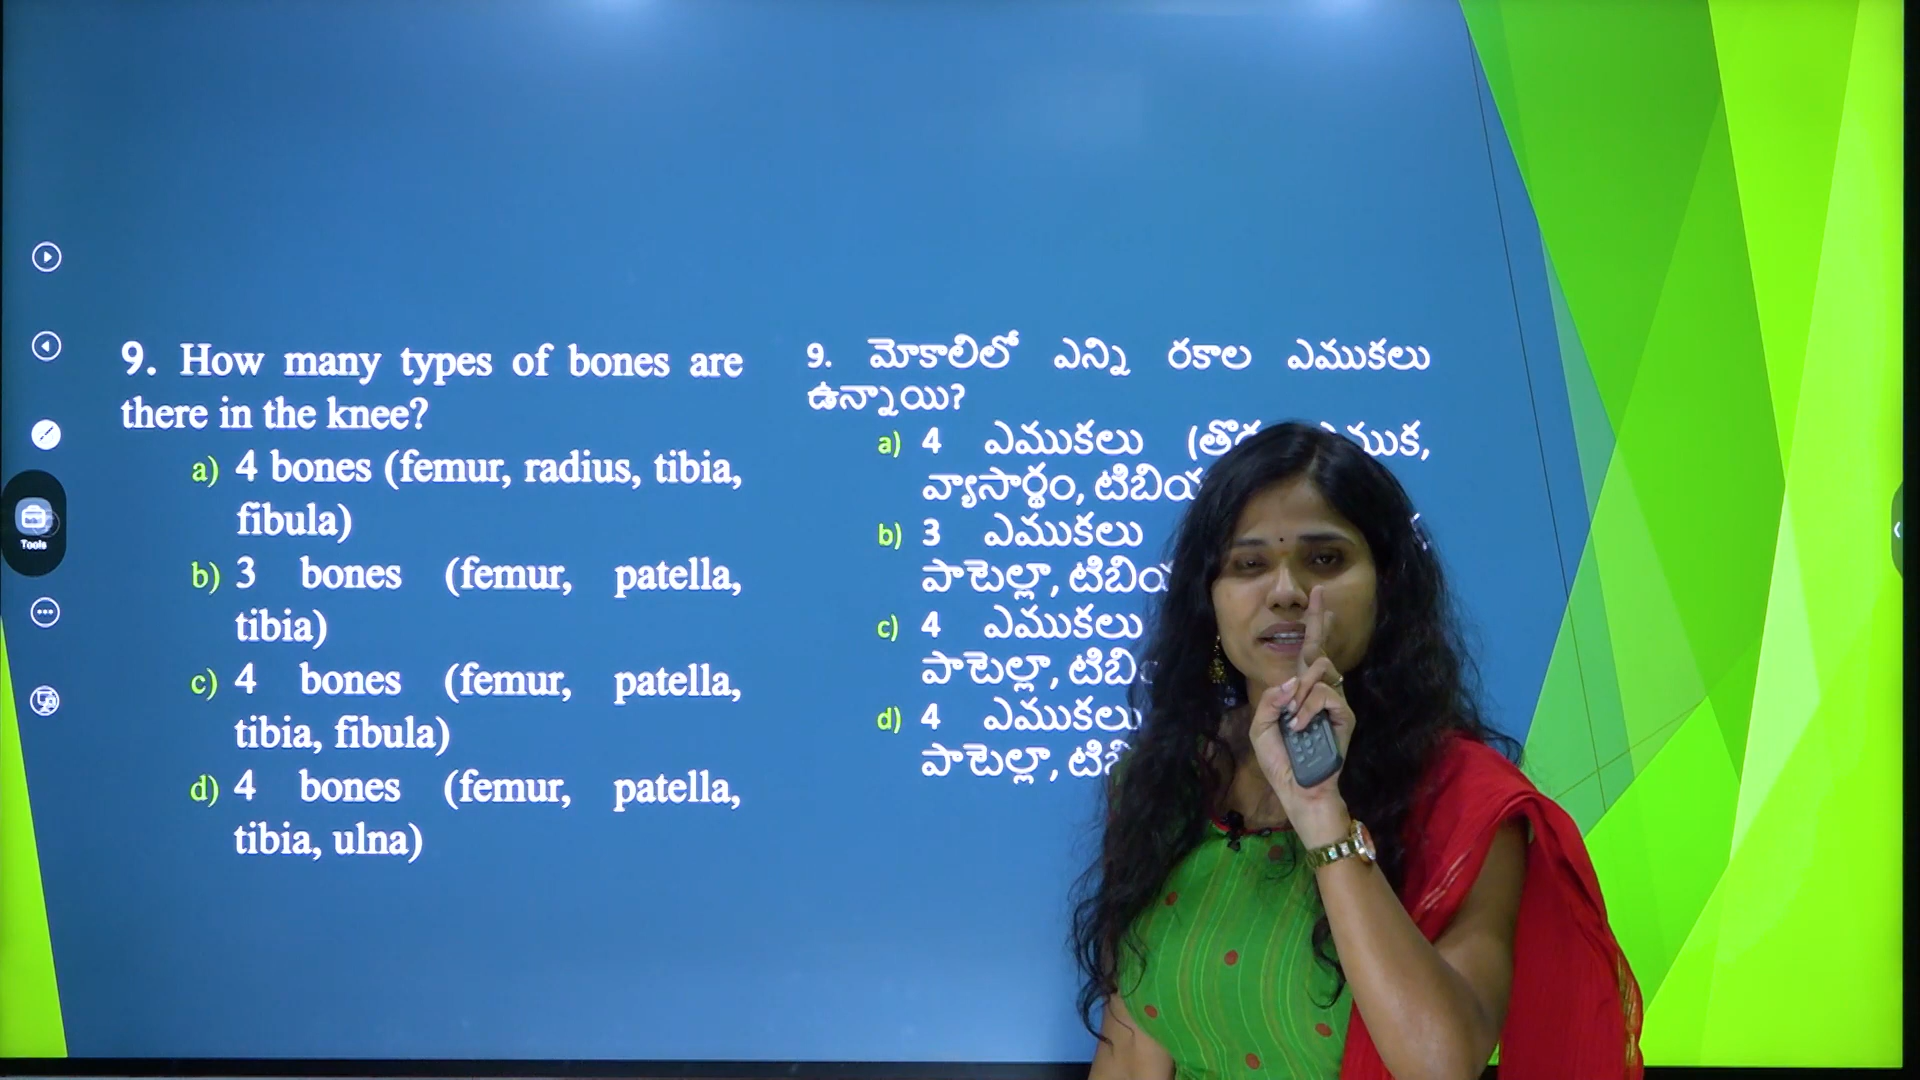 9. How many types of bones are
there in the knee?
a) 4 bones (femur, radius, tibia,
fibula)
b) 3 bones (femur, patella,
tibia)
c) 4 bones (femur, patella,
tibia, fibula)
d) 4 bones (femur, patella,
tibia, ulna)
9. మోకాలిలో ఎన్ని రకాల ఎముకలు
ఉన్నాయి?
a) 4 ఎముకలు
వ్యాసార్థం,
b) 3 ఎముకలు
పాటెల్లా,
c) 4 ఎముకలు
పాటెల్లా,
d) 4 ఎముకలు
పాటెల్లా,
Tools